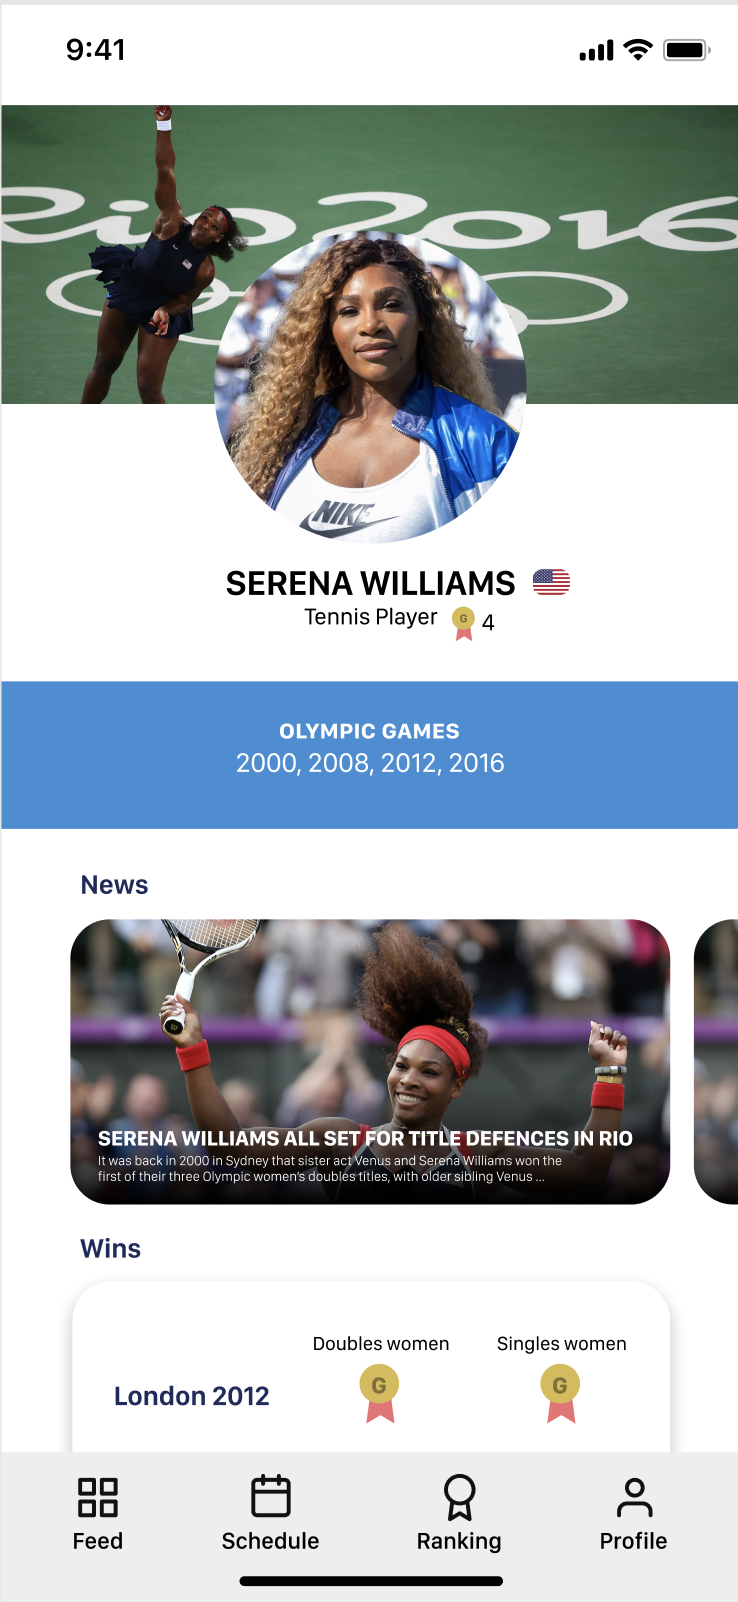 9:41
Rio2016
NIKE
SERENA WILLIAMS
Tennis Player
G
4
OLYMPIC GAMES
2000, 2008, 2012, 2016
News
SERENA WILLIAMS ALL SET FOR TITLE DEFENCES IN RIO
It was back in 2000 in Sydney that sister act Venus and Serena Williams won the
first of their three Olympic women's doubles titles, with older sibling Venus ...
Wins
Doubles women
Singles women
London 2012
G
G
Feed
Schedule
Ranking
Profile